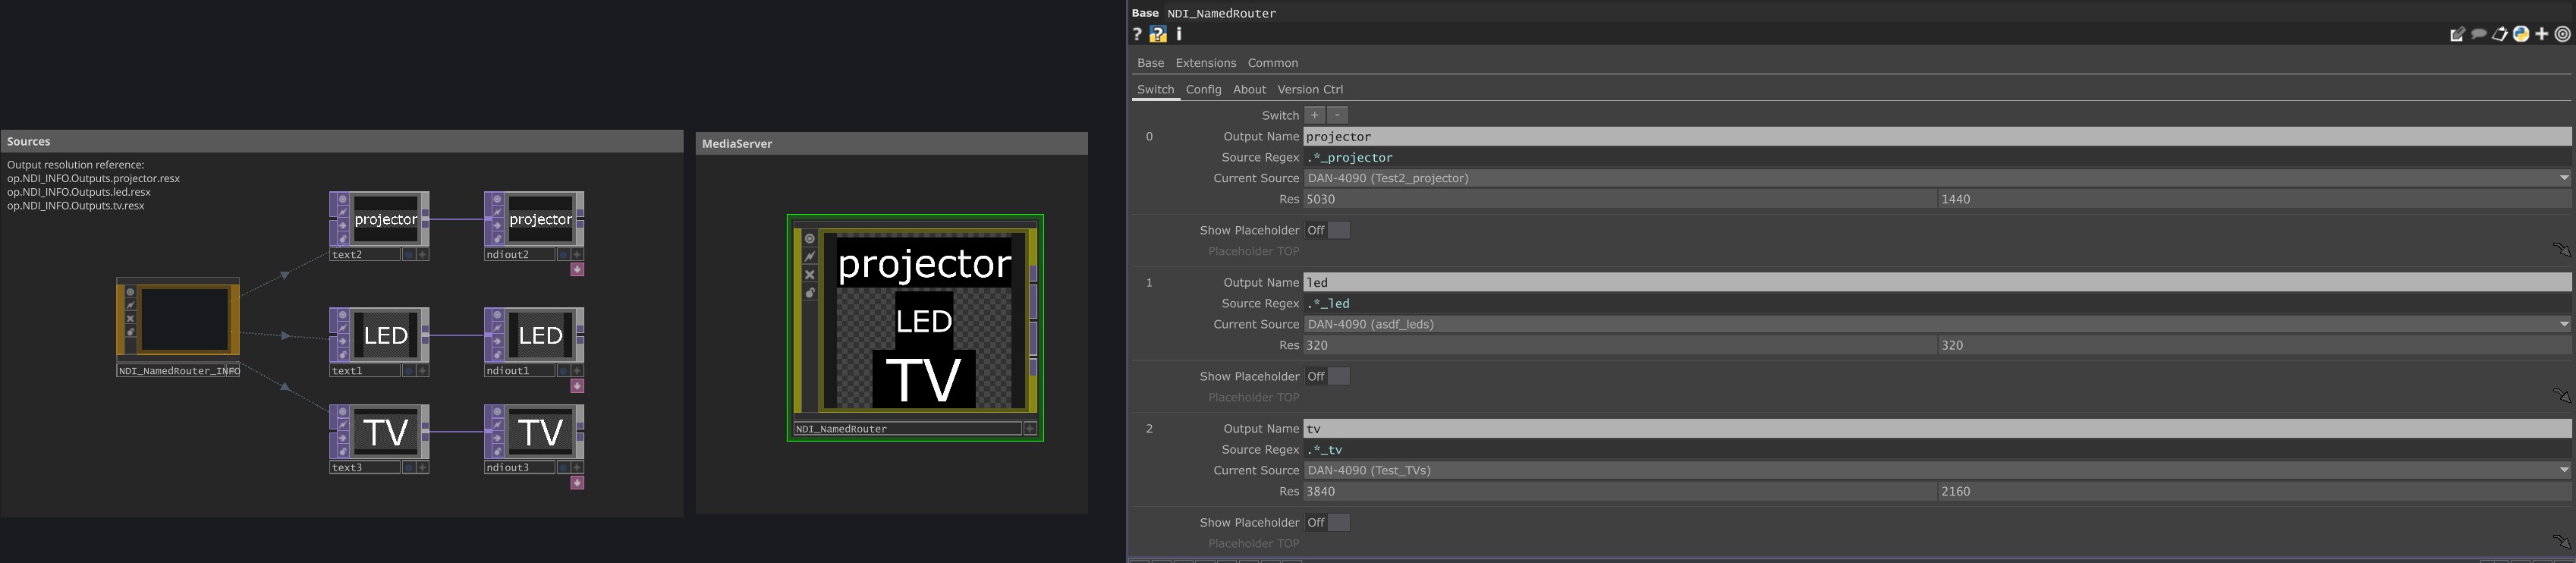 Sources
Output resolution reference:
op.NDI_INFO.Outputs.projector.resx
op.NDI_INFO.Outputs.led.resx
op.NDI_INFO.Outputs.tv.resx
projector
projector
text2
ndiout2
NDI_NamedRouter_INFO
LED
LED
text1
ndiout1
TV
TV
text3
ndiout3
MediaServer
projector
LED
TV
NDI_NamedRouter
Base NDI_NamedRouter
? ? i
Base Extensions Common
Switch Config About Version Ctrl
Switch + -
0 Output Name projector
Source Regex .*_projector
Current Source DAN-4090 (Test2_projector)
Res 5030 1440
Show Placeholder Off
Placeholder TOP
1 Output Name led
Source Regex .*_led
Current Source DAN-4090 (asdf_leds)
Res 320 320
Show Placeholder Off
Placeholder TOP
2 Output Name tv
Source Regex .*_tv
Current Source DAN-4090 (Test_TVs)
Res 3840 2160
Show Placeholder Off
Placeholder TOP